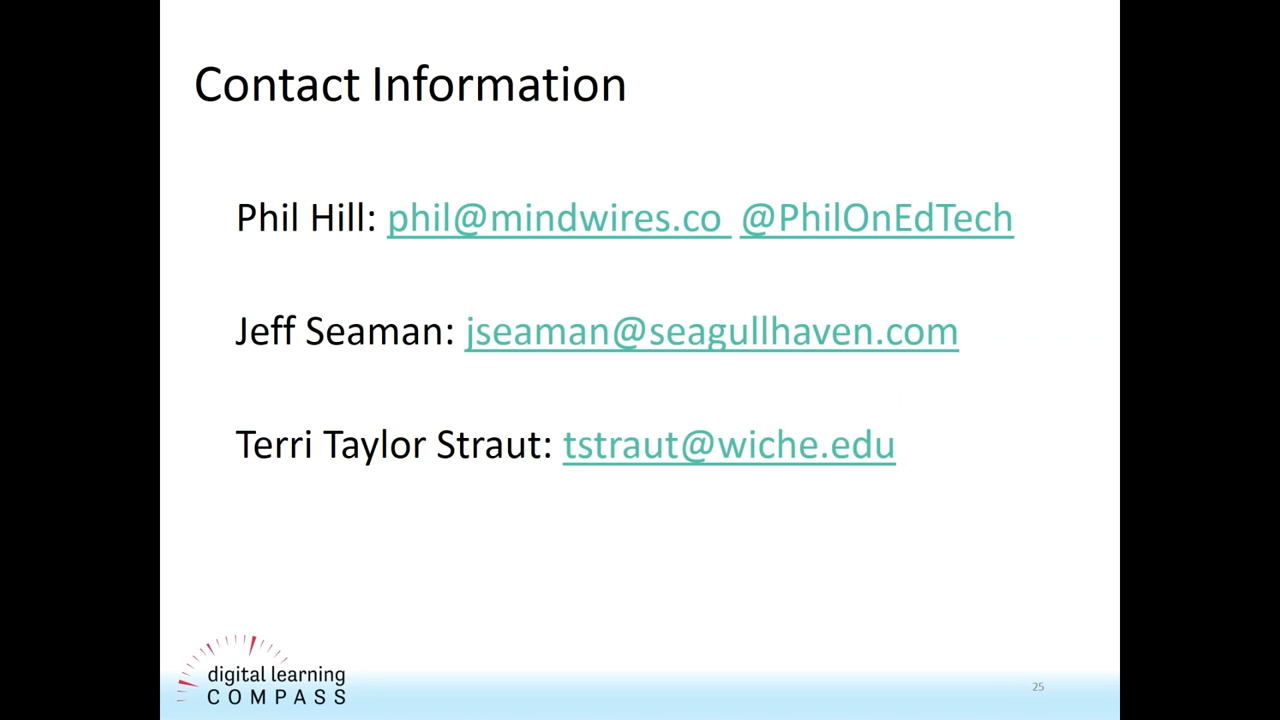 Contact Information
Phil Hill: phil@mindwires.co @PhilOnEdTech
Jeff Seaman: jseaman@seagullhaven.com
Terri Taylor Straut: tstraut@wiche.edu
digital learning
COMPASS
25